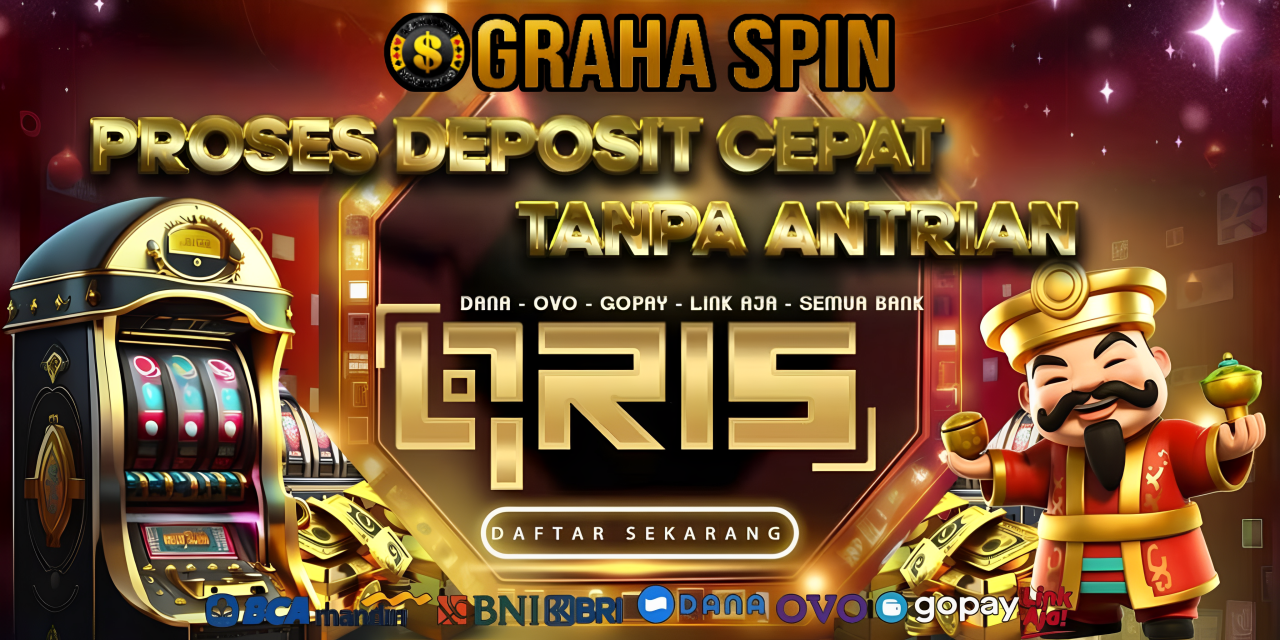 GRAHA SPIN
PROSES DEPOSIT CEPAT
TANPA ANTRIAN
DANA - OVO - GOPAY - LINK AJA - SEMUA BANK
QRIS
DAFTAR SEKARANG
BCA mandiri BNI BRI DANA OVO gopay Link Aja!